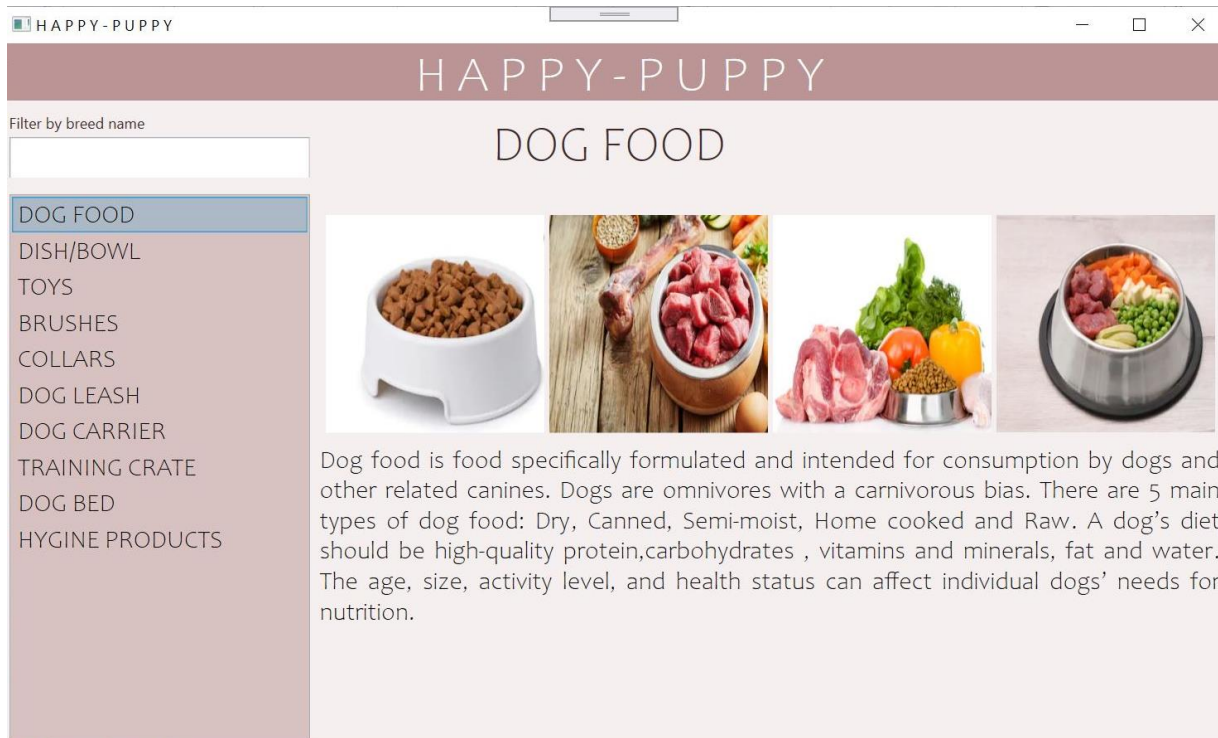 HAPPY-PUPPY
HAPPY-PUPPY
Filter by breed name
DOG FOOD
DOG FOOD
DISH/BOWL
TOYS
BRUSHES
COLLARS
DOG LEASH
DOG CARRIER
TRAINING CRATE
DOG BED
HYGINE PRODUCTS
Dog food is food specifically formulated and intended for consumption by dogs and
other related canines. Dogs are omnivores with a carnivorous bias. There are 5 main
types of dog food: Dry, Canned, Semi-moist, Home cooked and Raw. A dog’s diet
should be high-quality protein,carbohydrates , vitamins and minerals, fat and water.
The age, size, activity level, and health status can affect individual dogs’ needs for
nutrition.